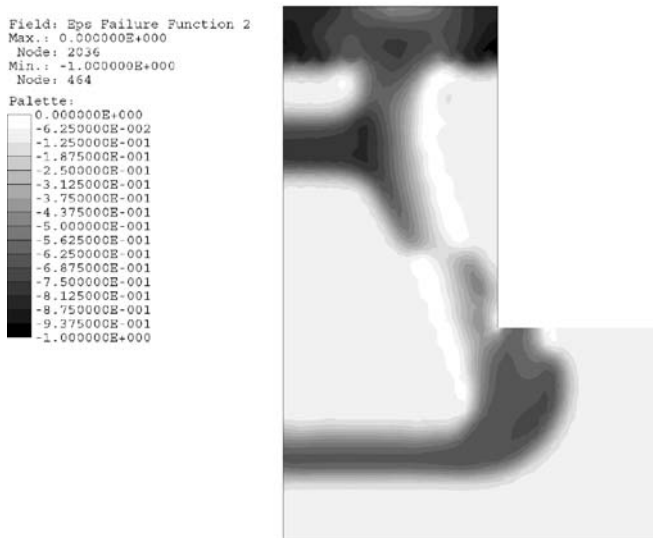 Field: Eps Failure Function 2
Max.: 0.000000E+000
Node: 2036
Min.: -1.000000E+000
Node: 464
Palette:
0.000000E+000
-6.250000E-002
-1.250000E-001
-1.875000E-001
-2.500000E-001
-3.125000E-001
-3.750000E-001
-4.375000E-001
-5.000000E-001
-5.625000E-001
-6.250000E-001
-6.875000E-001
-7.500000E-001
-8.125000E-001
-8.750000E-001
-9.375000E-001
-1.000000E+000